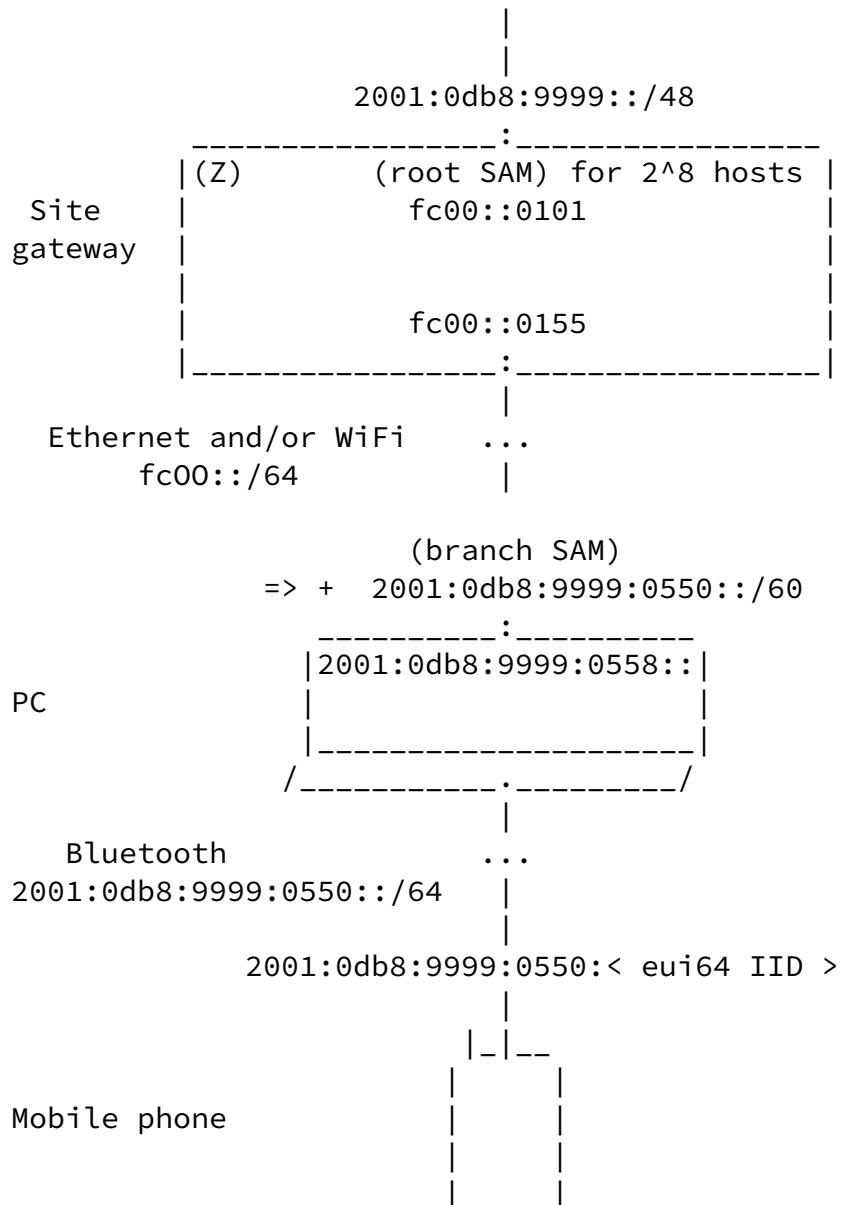 2001:0db8:9999::/48
(Z) (root SAM) for 2^8 hosts
Site fc00::0101
gateway
fc00::0155
Ethernet and/or WiFi ...
fcOO::/64
(branch SAM)
=> + 2001:0db8:9999:0550::/60
2001:0db8:9999:0558::
PC
Bluetooth ...
2001:0db8:9999:0550::/64
2001:0db8:9999:0550:< eui64 IID >
Mobile phone